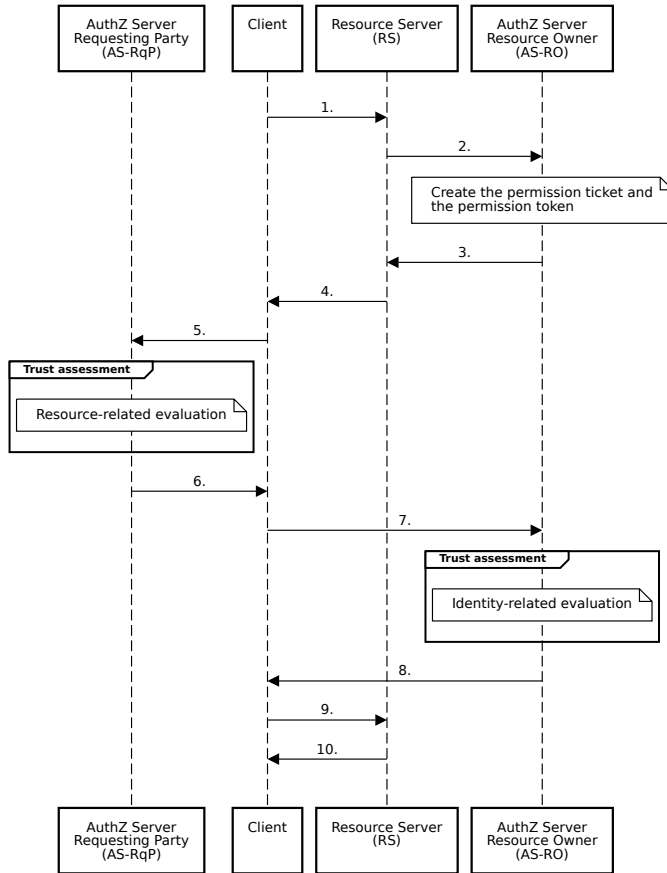 AuthZ Server
Requesting Party
(AS-RqP)
Client
Resource Server
(RS)
AuthZ Server
Resource Owner
(AS-RO)
1.
2.
Create the permission ticket and
the permission token
3.
4.
5.
Trust assessment
Resource-related evaluation
6.
7.
Trust assessment
Identity-related evaluation
8.
9.
10.
AuthZ Server
Requesting Party
(AS-RqP)
Client
Resource Server
(RS)
AuthZ Server
Resource Owner
(AS-RO)